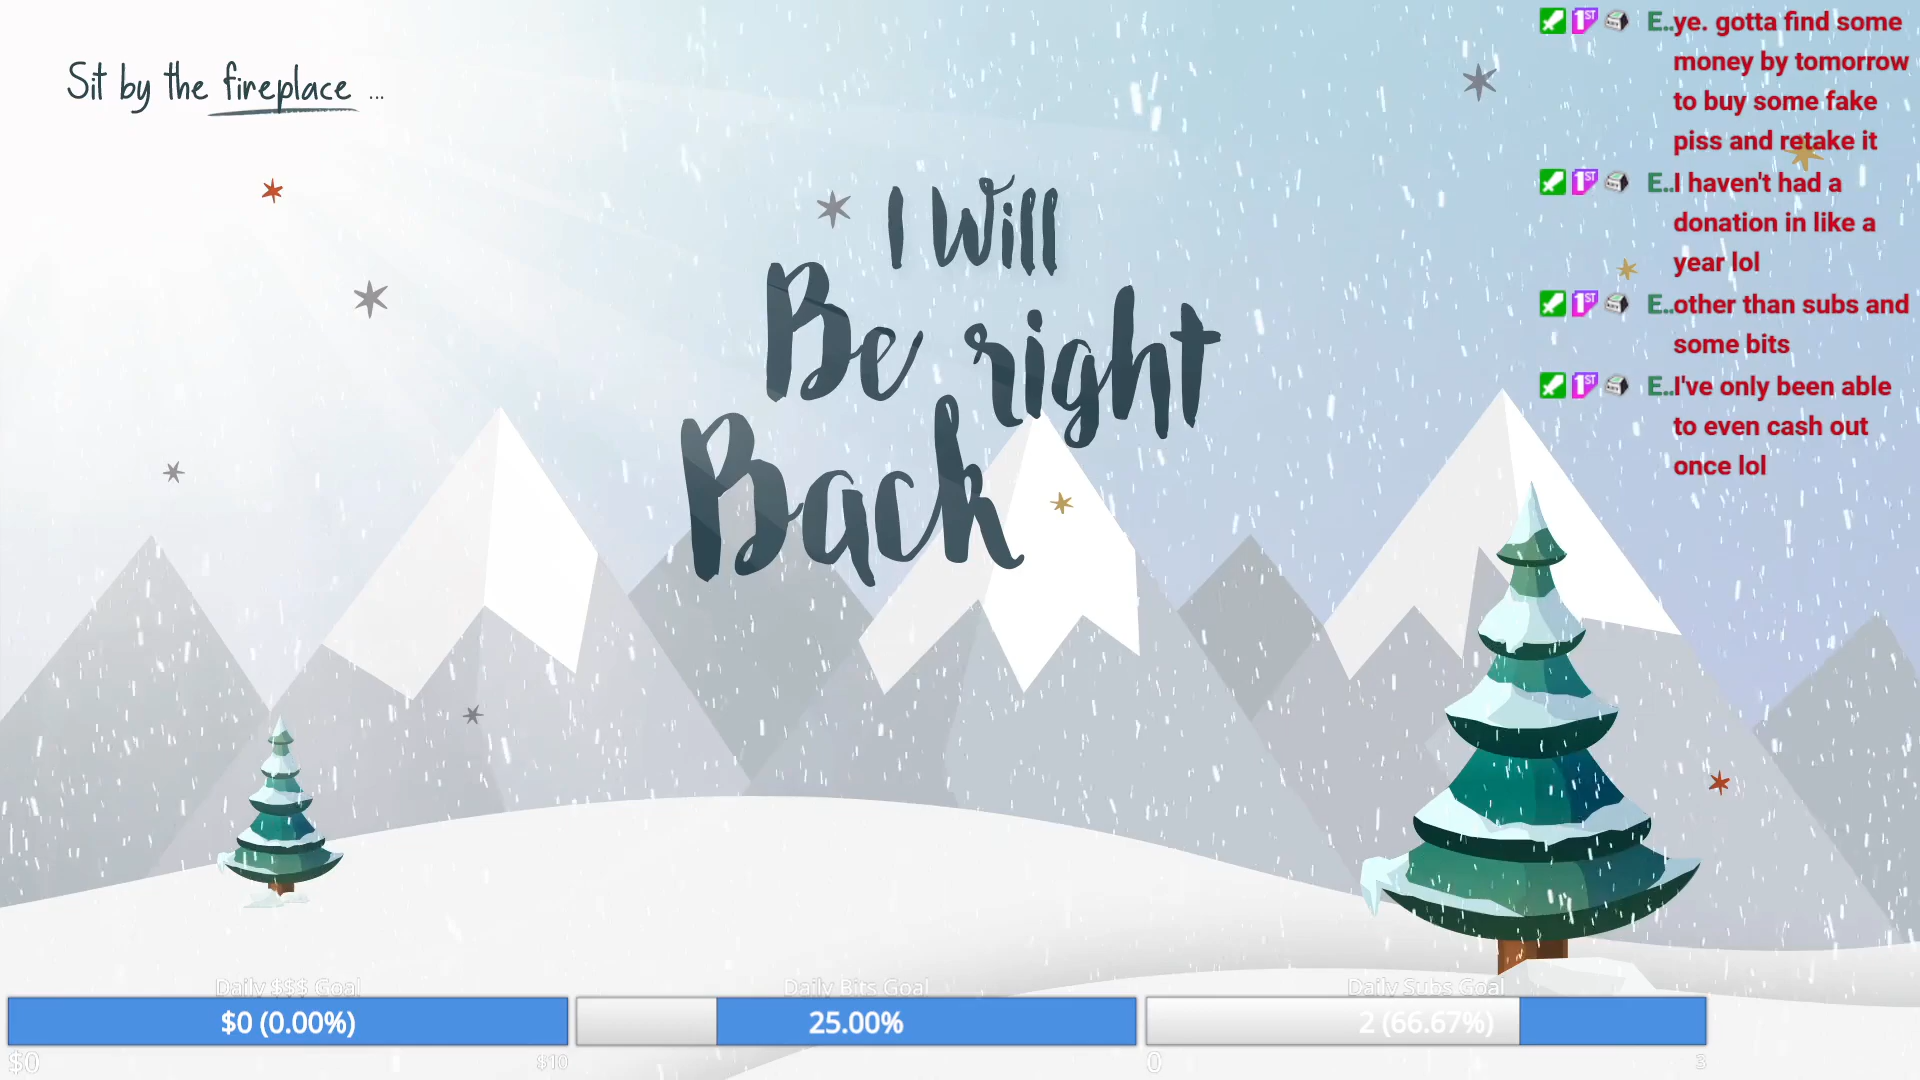 Sit by the fireplace ...
I Will
Be right
Back
E..ye. gotta find some
money by tomorrow
to buy some fake
piss and retake it
E..I haven't had a
donation in like a
year lol
E..other than subs and
some bits
E..I've only been able
to even cash out
once lol
Daily $$$ Goal
$0 (0.00%)
$0
$10
Daily Bits Goal
25.00%
Daily Subs Goal
2 (66.67%)
0
3